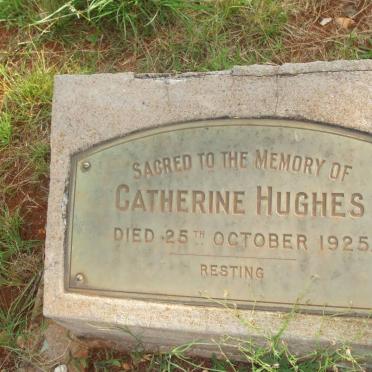 SACRED TO THE MEMORY OF
CATHERINE HUGHES
DIED 25TH OCTOBER 1925.
RESTING